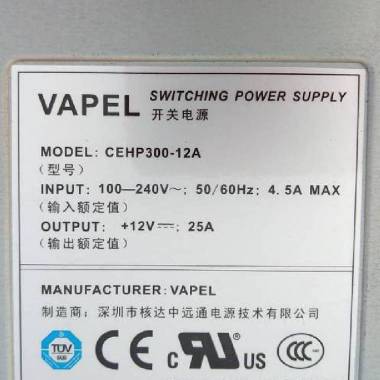 VAPEL SWITCHING POWER SUPPLY
开关电源
MODEL: CEHP300-12A
(型号)
INPUT: 100—240V～; 50/60Hz; 4.5A MAX
(输入额定值)
OUTPUT: +12V⎓ 25A
(输出额定值)
MANUFACTURER: VAPEL
制造商: 深圳市核达中远通电源技术有限公司
TÜV CE c RU US CCC